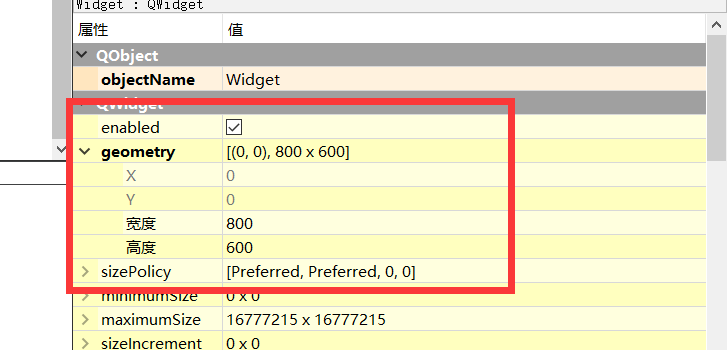 Widget : QWidget
属性 值
QObject
objectName Widget
QWidget
enabled
geometry [(0, 0), 800 x 600]
X 0
Y 0
宽度 800
高度 600
sizePolicy [Preferred, Preferred, 0, 0]
minimumSize 0 x 0
maximumSize 16777215 x 16777215
sizeIncrement 0 x 0